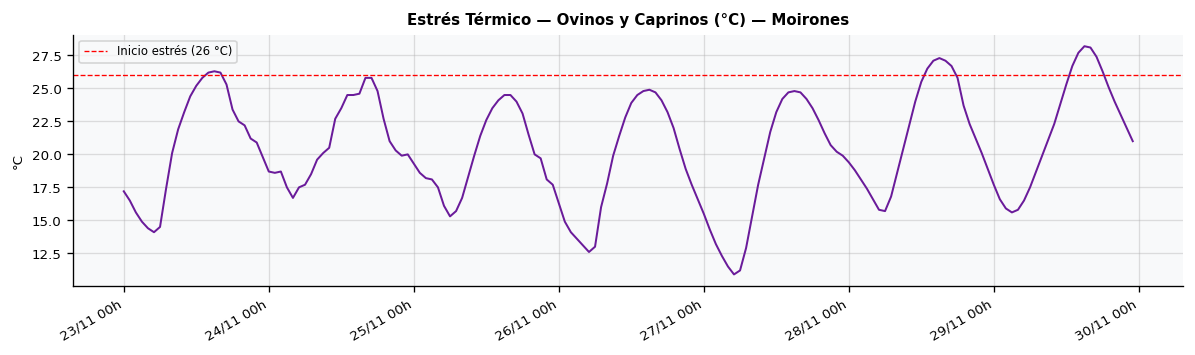 Estrés Térmico — Ovinos y Caprinos (°C) — Moirones
Inicio estrés (26 °C)
°C
27.5
25.0
22.5
20.0
17.5
15.0
12.5
23/11 00h
24/11 00h
25/11 00h
26/11 00h
27/11 00h
28/11 00h
29/11 00h
30/11 00h